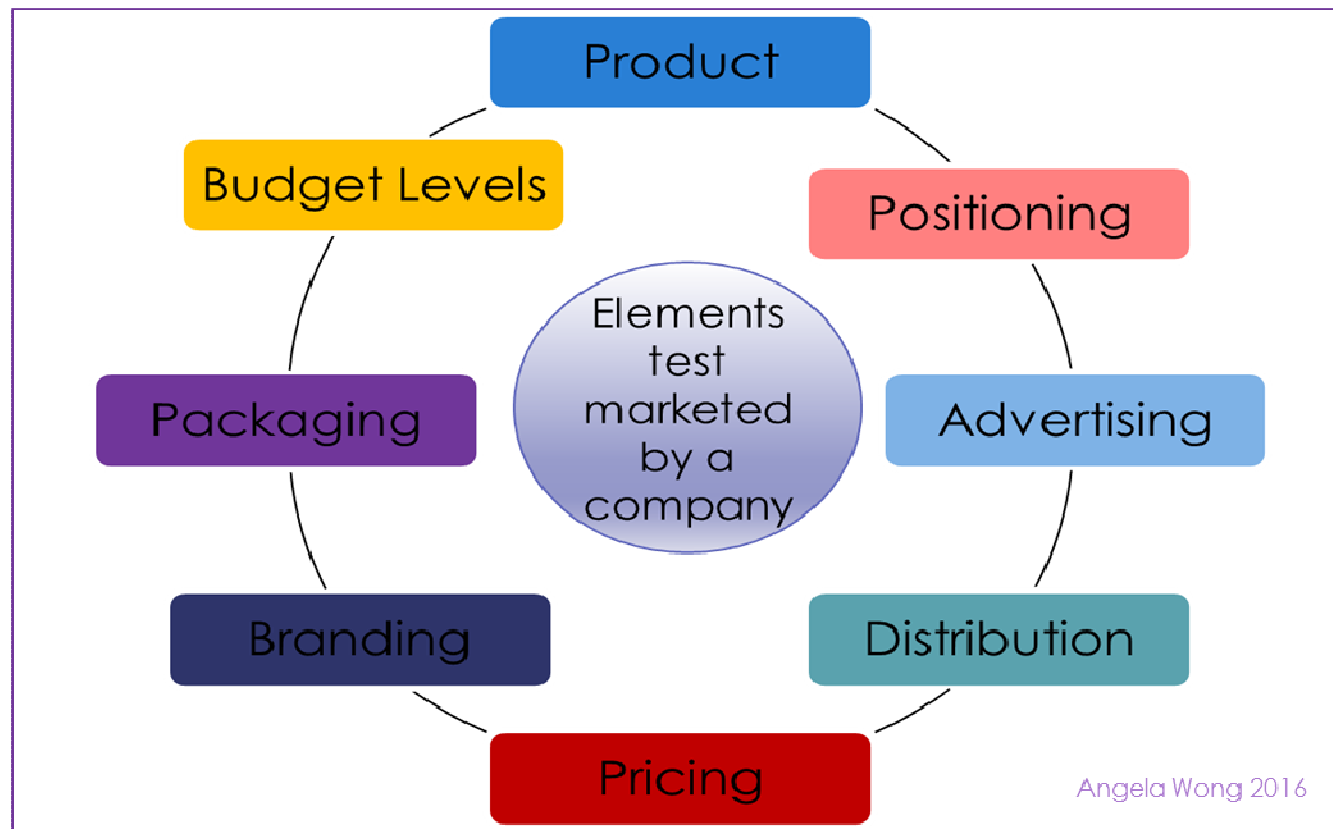 Product
Budget Levels
Positioning
Elements
test
marketed
by a
company
Packaging
Advertising
Branding
Distribution
Pricing
Angela Wong 2016